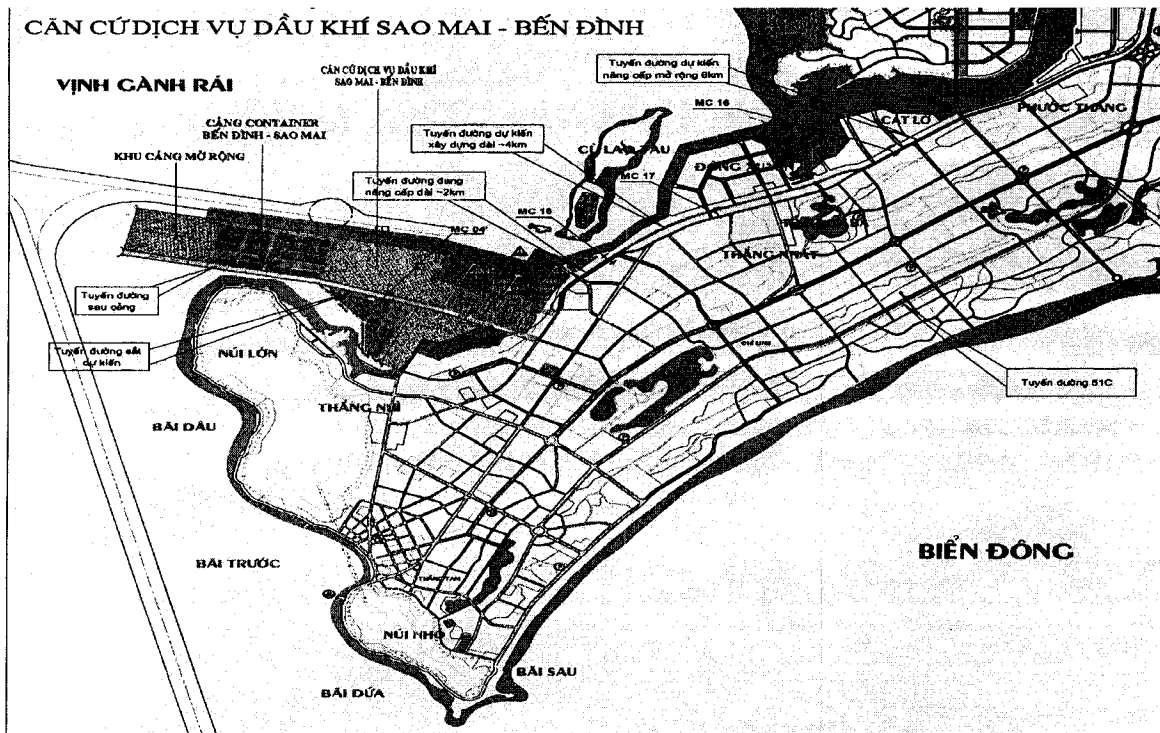 CĂN CỨ DỊCH VỤ DẦU KHÍ SAO MAI - BẾN ĐÌNH
VỊNH GÀNH RÁI
CĂN CỨ DỊCH VỤ DẦU KHÍ
SAO MAI - BẾN ĐÌNH
Tuyến đường dự kiến
nâng cấp mở rộng 6km
MC 16
PHƯỚC THẮNG
CÁT LỞ
CẢNG CONTAINER
BẾN ĐÌNH - SAO MAI
Tuyến đường dự kiến
xây dựng dài ~4km
KHU CẢNG MỞ RỘNG
Tuyến đường đang
nâng cấp dài ~2km
MC 17
MC 04
THẮNG NHẤT
Tuyến đường
sau cảng
Tuyến đường sắt
dự kiến
NÚI LỚN
Tuyến đường 51C
THẮNG NHÌ
BÃI DÂU
BIỂN ĐÔNG
BÃI TRƯỚC
THẮNG TAM
NÚI NHỎ
BÃI SAU
BÃI DỨA